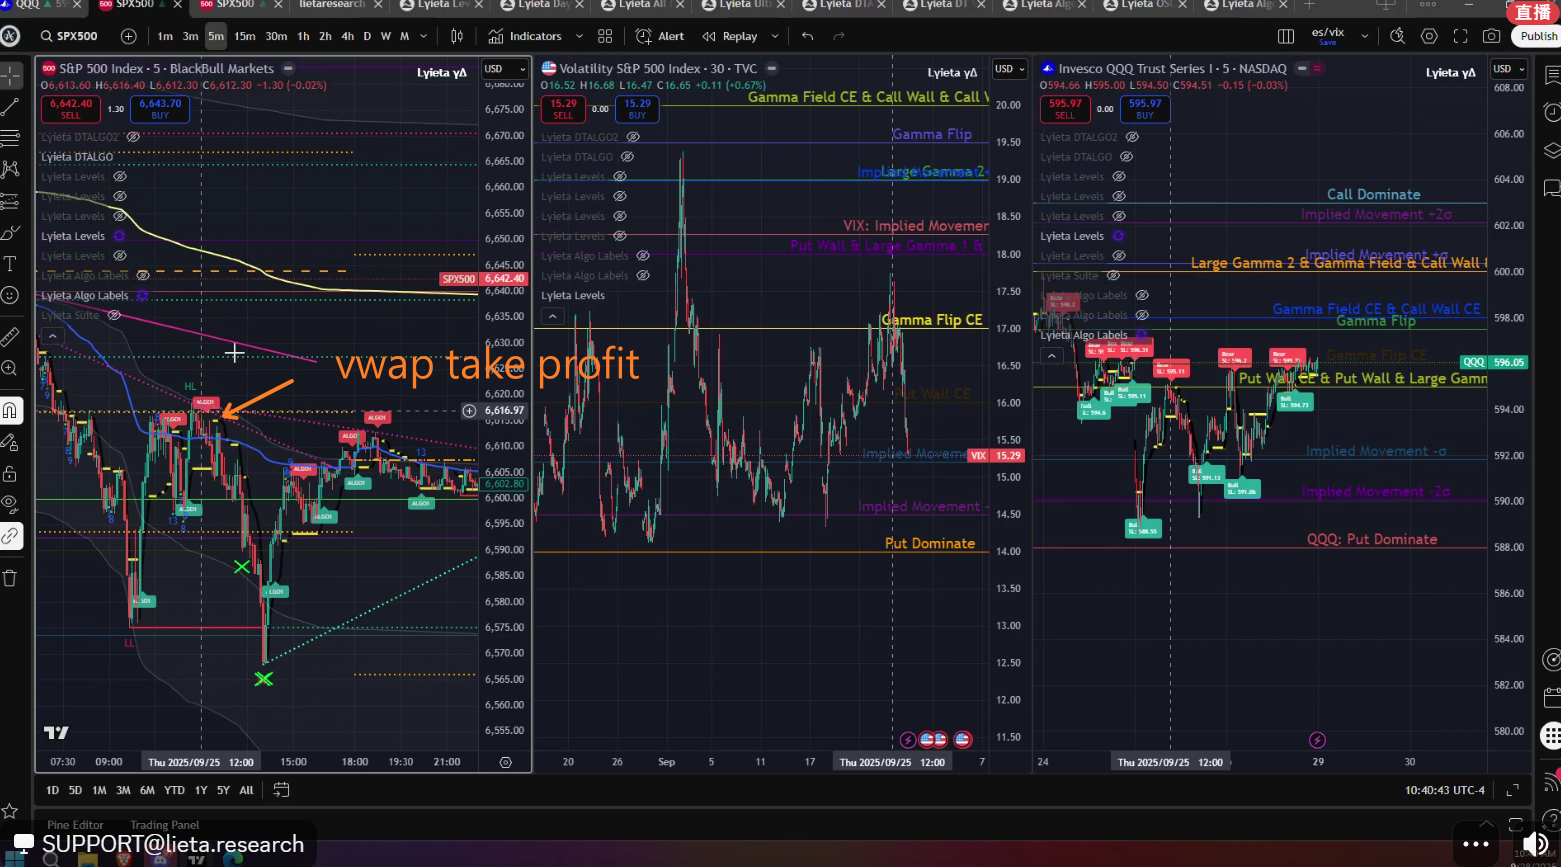 QQQ
SPX500
SPX500
lietaresearch
Lyieta Day
Lyieta All
Lyieta Ulti
Lyieta DT
直播
SPX500
1m 3m 5m 15m 30m 1h 2h 4h D W M
Indicators
Alert
Replay
es/vix
Save
Publish
S&P 500 Index · 5 · BlackBull Markets
Lγieta γΔ
USD
O6,613.60 H6,616.40 L6,612.30 C6,612.30 −1.30 (−0.02%)
6,642.40
SELL
1.30
6,643.70
BUY
Lyieta DTALGO2
Lyieta DTALGO
Lyieta Levels
Lyieta Levels
Lyieta Levels
Lyieta Levels
Lyieta Levels
Lyieta Algo Labels
Lyieta Algo Labels
Lyieta Suite
vwap take profit
HL
LL
ALGO1
SPX500 6,642.40
6,616.97
6,602.80
6,675.00
6,670.00
6,665.00
6,660.00
6,655.00
6,650.00
6,645.00
6,640.00
6,635.00
6,630.00
6,620.00
6,610.00
6,605.00
6,600.00
6,595.00
6,590.00
6,585.00
6,580.00
6,575.00
6,570.00
6,565.00
6,560.00
6,555.00
07:30 09:00 Thu 2025/09/25 12:00 15:00 18:00 19:30 21:00
Volatility S&P 500 Index · 30 · TVC
Lγieta γΔ
USD
O16.52 H16.68 L16.47 C16.65 +0.11 (+0.67%)
15.29
SELL
0.00
15.29
BUY
Lyieta DTALGO2
Lyieta DTALGO
Lyieta Levels
Lyieta Levels
Lyieta Levels
Lyieta Levels
Lyieta Algo Labels
Lyieta Algo Labels
Lyieta Levels
Gamma Field CE & Call Wall & Call W
Gamma Flip
VIX: Implied Movemen
Put Wall & Large Gamma 1 &
Gamma Flip CE
Put Wall CE
Implied Moveme
Implied Movement -
Put Dominate
VIX 15.29
20.00
19.50
19.00
18.50
18.00
17.50
17.00
16.50
16.00
15.50
15.00
14.50
14.00
13.50
13.00
12.50
12.00
11.50
20 26 Sep 5 11 17 Thu 2025/09/25 12:00 7
Invesco QQQ Trust Series I · 5 · NASDAQ
Lγieta γΔ
USD
O594.66 H595.00 L594.50 C594.51 −0.15 (−0.03%)
595.97
SELL
0.00
595.97
BUY
Lyieta DTALGO2
Lyieta DTALGO
Lyieta Levels
Lyieta Levels
Lyieta Levels
Lyieta Levels
Lyieta Levels
Lyieta Suite
Lyieta Algo Labels
Lyieta Algo Labels
Lyieta Algo Labels
Call Dominate
Implied Movement +2σ
Implied Movement +σ
Large Gamma 2 & Gamma Field & Call Wall &
Gamma Field CE & Call Wall CE
Gamma Flip
Gamma Flip CE
Put Wall CE & Put Wall & Large Gamm
Implied Movement -σ
Implied Movement -2σ
QQQ: Put Dominate
QQQ 596.05
608.00
606.00
604.00
602.00
600.00
598.00
594.00
592.00
590.00
588.00
586.00
584.00
582.00
580.00
24 Thu 2025/09/25 12:00 29 30
1D 5D 1M 3M 6M YTD 1Y 5Y All
10:40:43 UTC-4
Pine Editor Trading Panel
SUPPORT@lieta.research